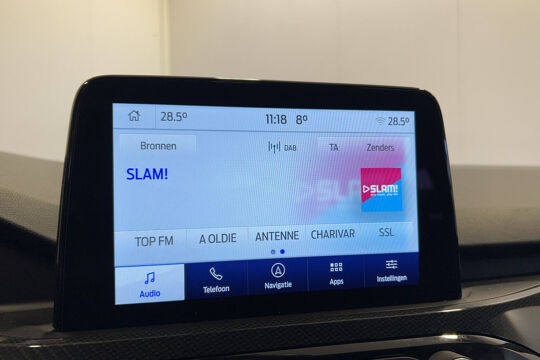 28.5° 11:18 8° 28.5°
Bronnen DAB TA Zenders
SLAM!
SLAM!
TOP FM A OLDIE ANTENNE CHARIVAR SSL
Audio Telefoon Navigatie Apps Instellingen